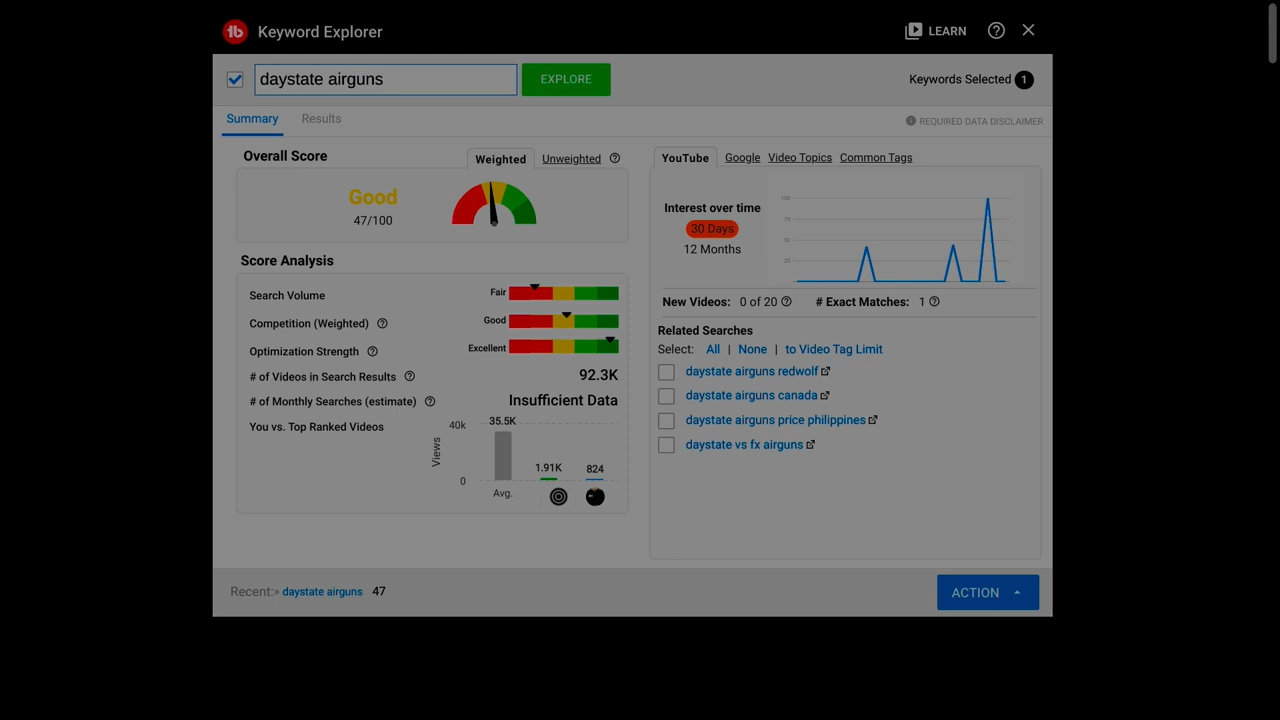 Keyword Explorer
LEARN
daystate airguns
EXPLORE
Keywords Selected 1
Summary
Results
REQUIRED DATA DISCLAIMER
Overall Score
Weighted
Unweighted
Good
47/100
Score Analysis
Search Volume
Fair
Competition (Weighted)
Good
Optimization Strength
Excellent
# of Videos in Search Results
92.3K
# of Monthly Searches (estimate)
Insufficient Data
You vs. Top Ranked Videos
Views
40k
0
35.5K
1.91K
824
Avg.
YouTube
Google
Video Topics
Common Tags
Interest over time
30 Days
12 Months
100
75
50
25
New Videos: 0 of 20
# Exact Matches: 1
Related Searches
Select: All | None | to Video Tag Limit
daystate airguns redwolf
daystate airguns canada
daystate airguns price philippines
daystate vs fx airguns
Recent:» daystate airguns 47
ACTION